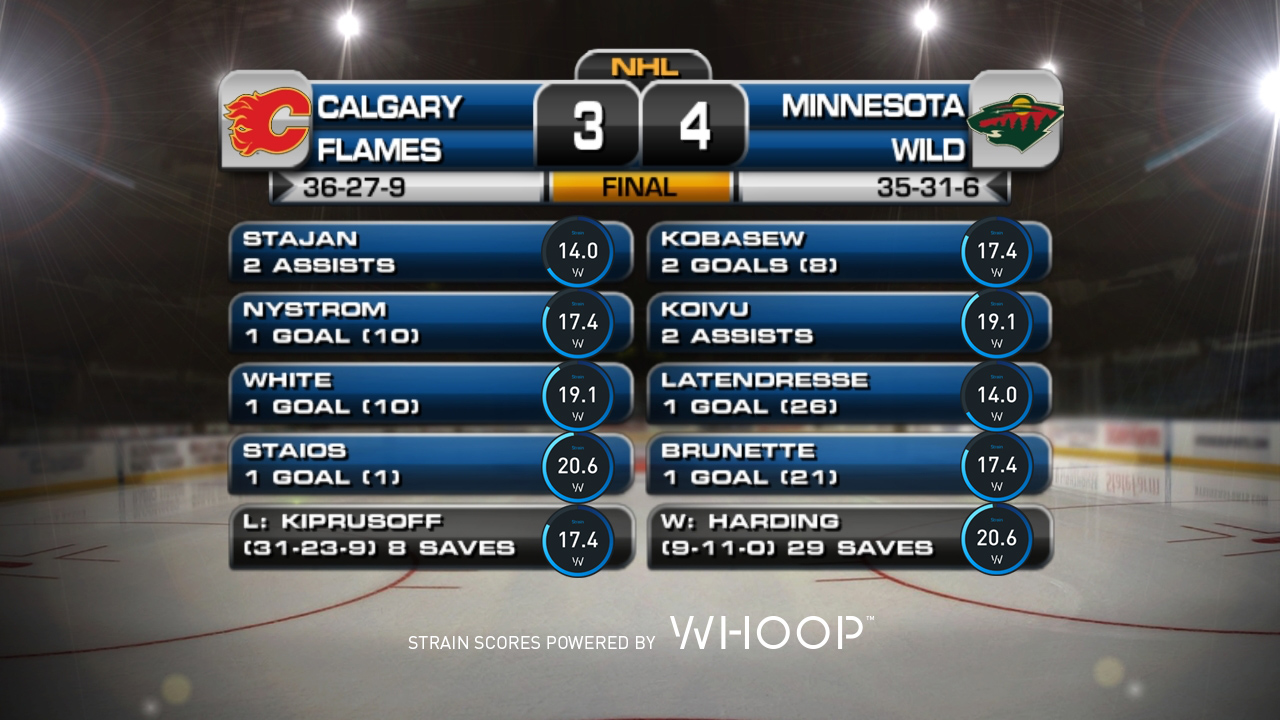 NHL
CALGARY
FLAMES
3
4
MINNESOTA
WILD
36-27-9
FINAL
35-31-6
STAJAN
2 ASSISTS
14.0
W
KOBASEW
2 GOALS (8)
17.4
W
NYSTROM
1 GOAL (10)
17.4
W
KOIVU
2 ASSISTS
19.1
W
WHITE
1 GOAL (10)
19.1
W
LATENDRESSE
1 GOAL (26)
14.0
W
STAIOS
1 GOAL (1)
20.6
W
BRUNETTE
1 GOAL (21)
17.4
W
L: KIPRUSOFF
(31-23-9) 8 SAVES
17.4
W
W: HARDING
(9-11-0) 29 SAVES
20.6
W
STRAIN SCORES POWERED BY WHOOP™